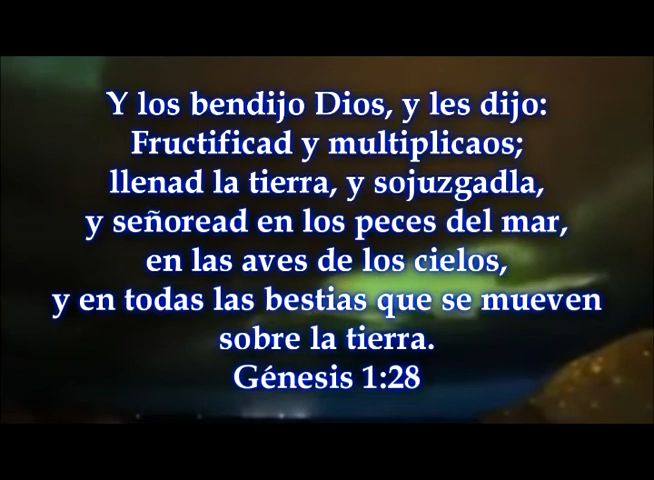 Y los bendijo Dios, y les dijo:
Fructificad y multiplicaos;
llenad la tierra, y sojuzgadla,
y señoread en los peces del mar,
en las aves de los cielos,
y en todas las bestias que se mueven
sobre la tierra.
Génesis 1:28